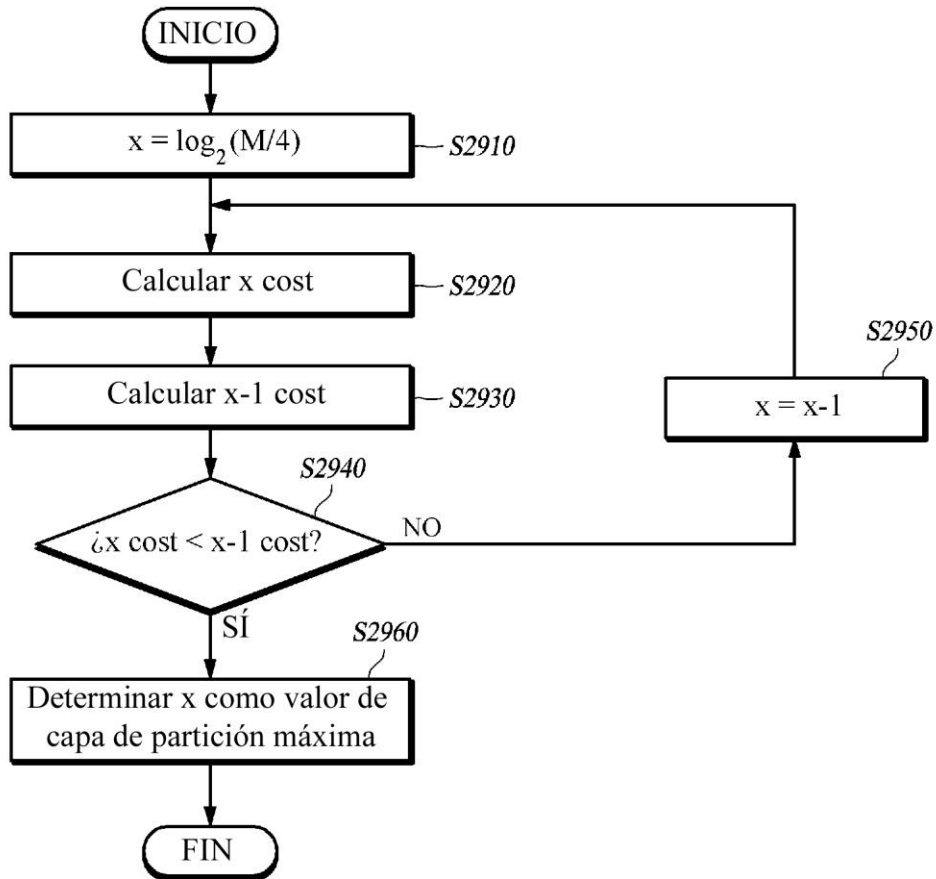 INICIO
x = log₂(M/4)
S2910
Calcular x cost
S2920
Calcular x-1 cost
S2930
S2950
x = x-1
S2940
¿x cost < x-1 cost?
NO
SÍ
S2960
Determinar x como valor de
capa de partición máxima
FIN